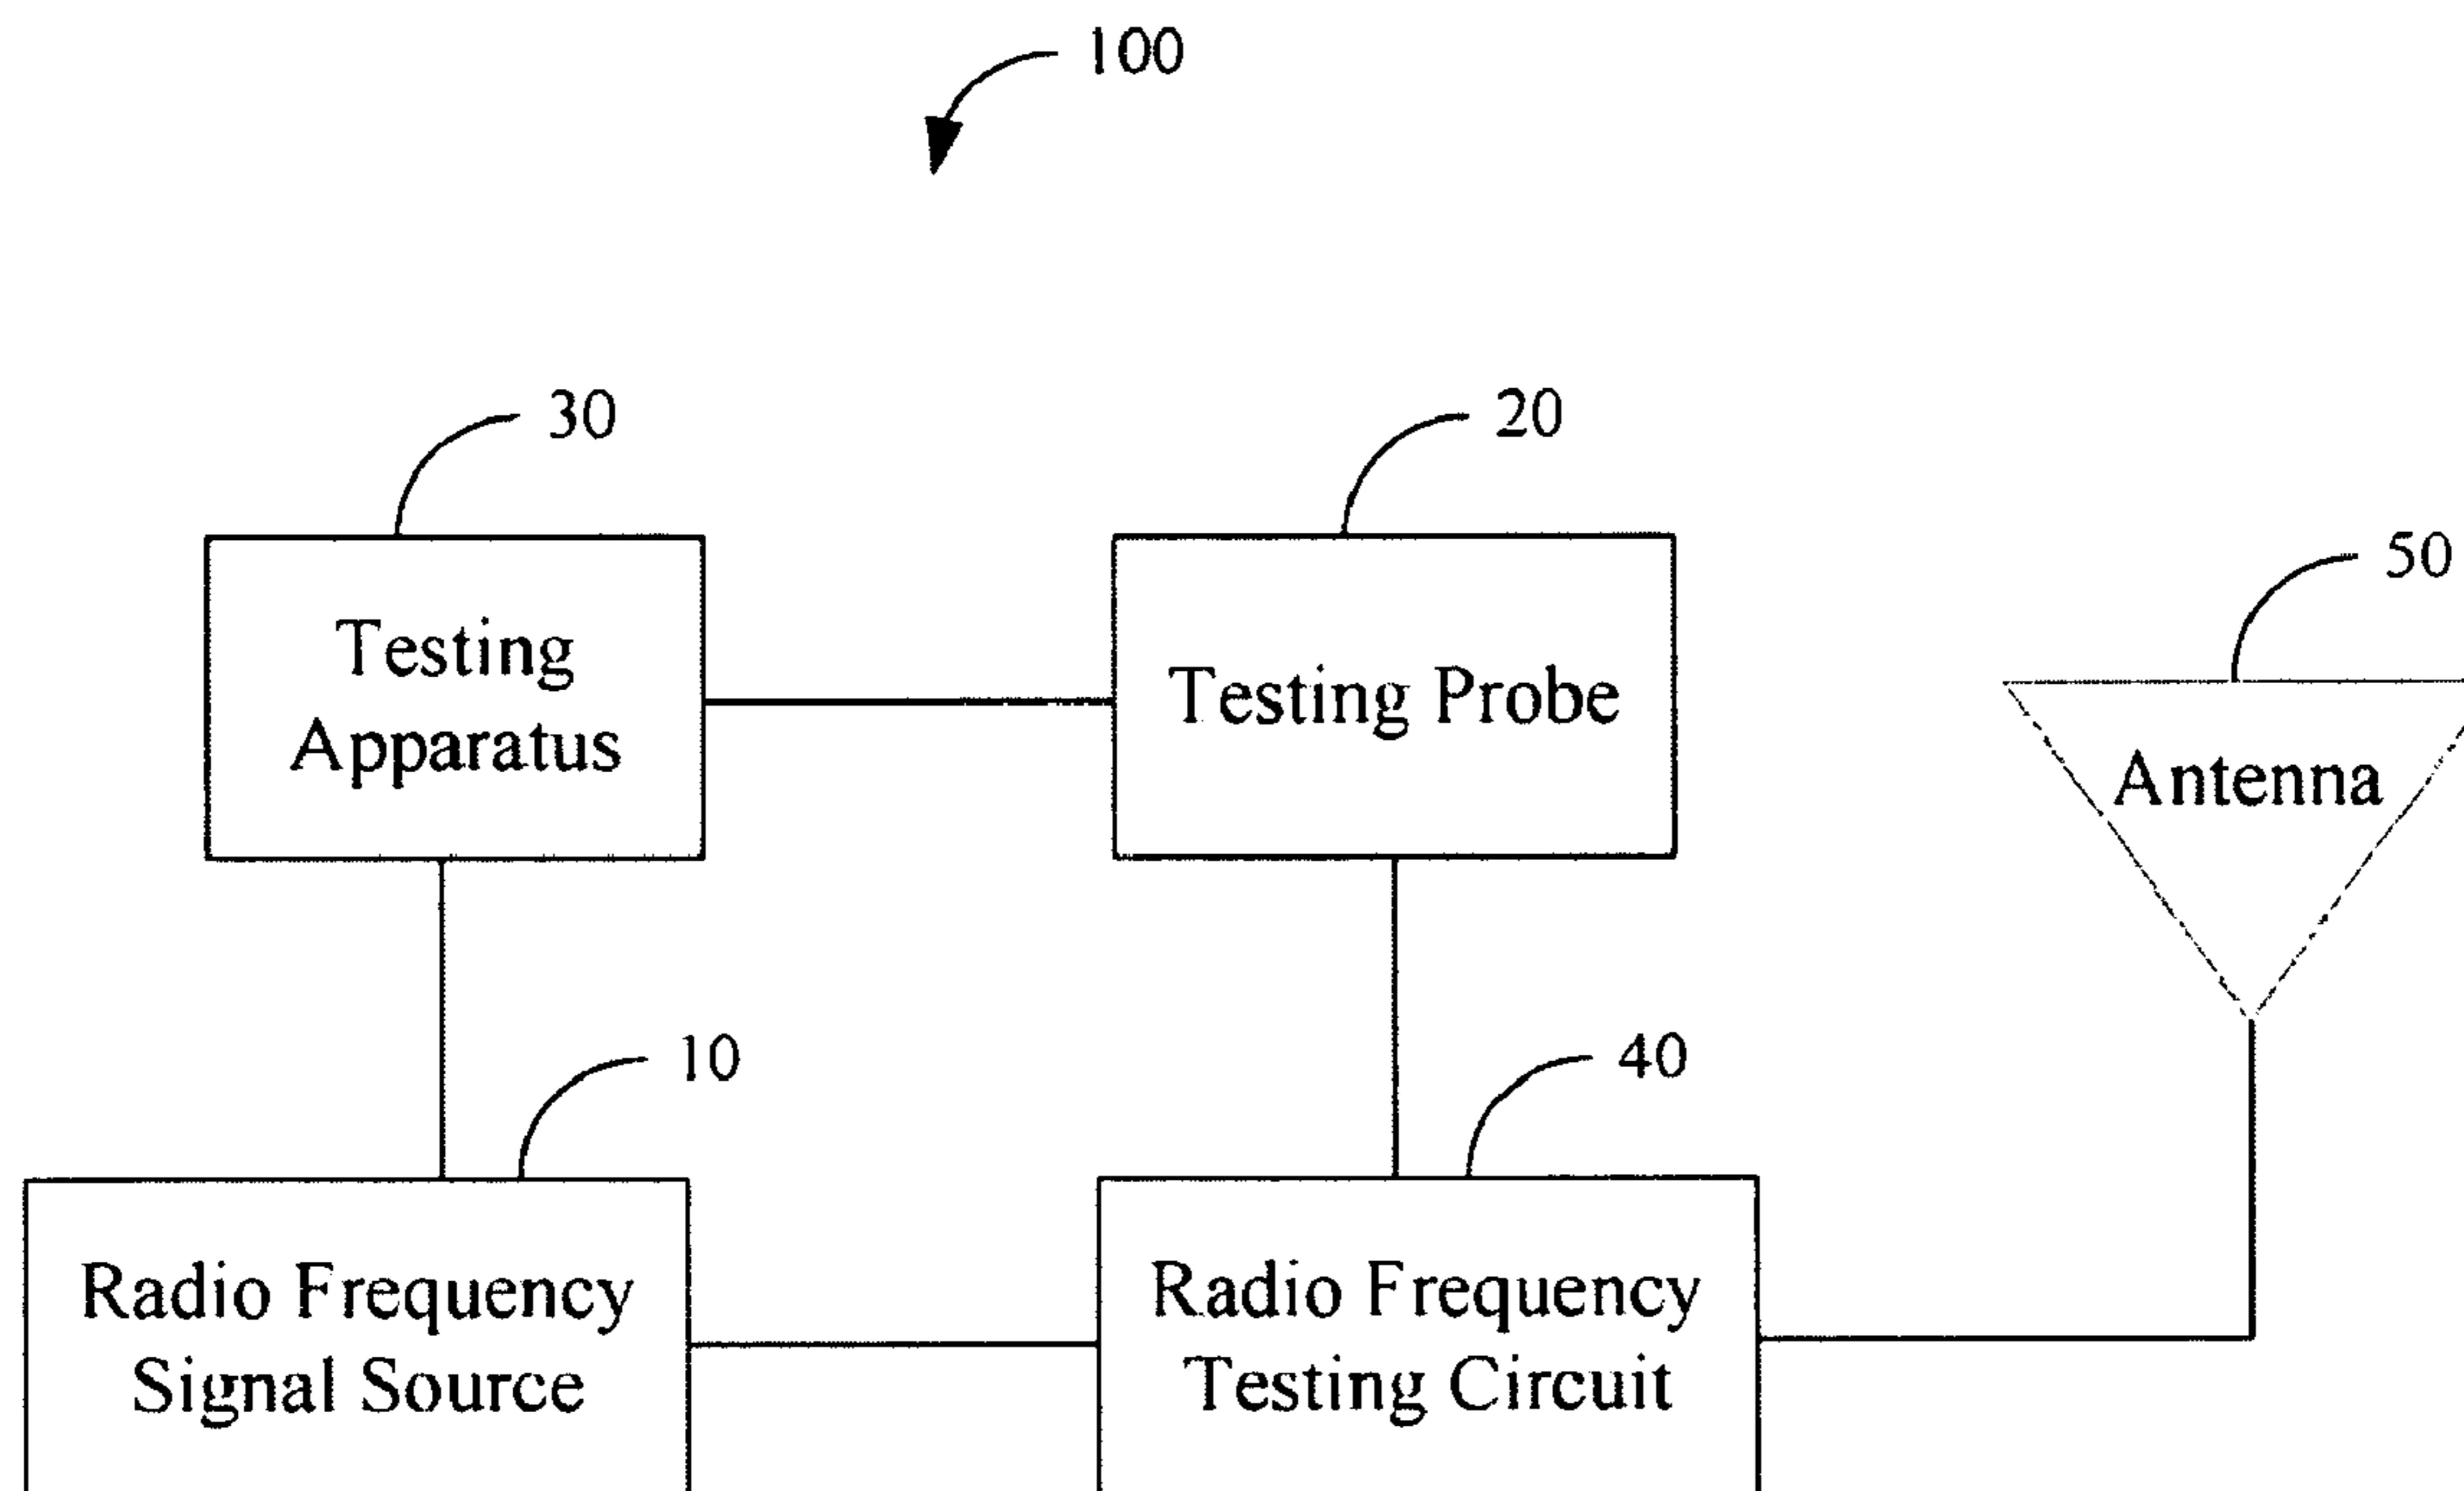 100
30
20
50
Testing
Apparatus
Testing Probe
Antenna
10
40
Radio Frequency
Signal Source
Radio Frequency
Testing Circuit